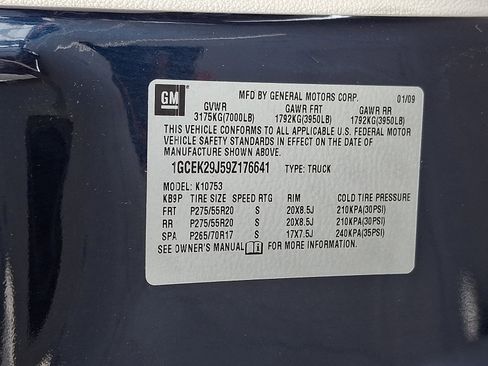 GM MFD BY GENERAL MOTORS CORP. 01/09
GVWR GAWR FRT GAWR RR
3175KG(7000LB) 1792KG(3950LB) 1792KG(3950LB)
THIS VEHICLE CONFORMS TO ALL APPLICABLE U.S. FEDERAL MOTOR
VEHICLE SAFETY STANDARDS IN EFFECT ON THE DATE OF
MANUFACTURE SHOWN ABOVE.
1GCEK29J59Z176641 TYPE: TRUCK
MODEL: K10753
KB9P TIRE SIZE SPEED RTG RIM COLD TIRE PRESSURE
FRT P275/55R20 S 20X8.5J 210KPA(30PSI)
RR P275/55R20 S 20X8.5J 210KPA(30PSI)
SPA P265/70R17 S 17X7.5J 240KPA(35PSI)
SEE OWNER'S MANUAL FOR MORE INFORMATION.